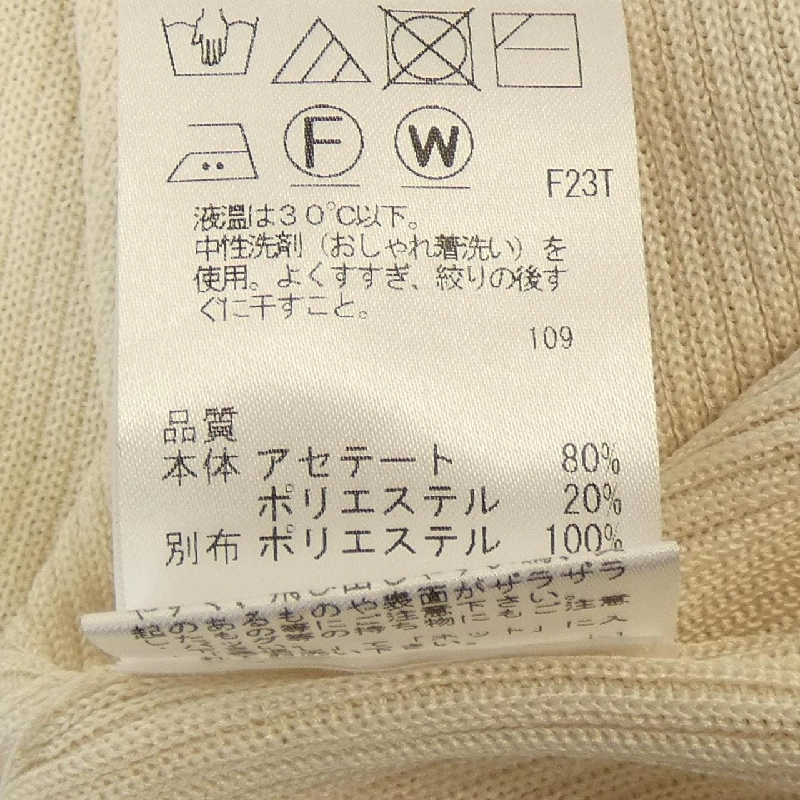 F W
F23T
液温は30℃以下。
中性洗剤（おしゃれ着洗い）を
使用。よくすすぎ、絞りの後す
ぐに干すこと。
109
品質
本体 アセテート 80%
ポリエステル 20%
別布 ポリエステル 100%